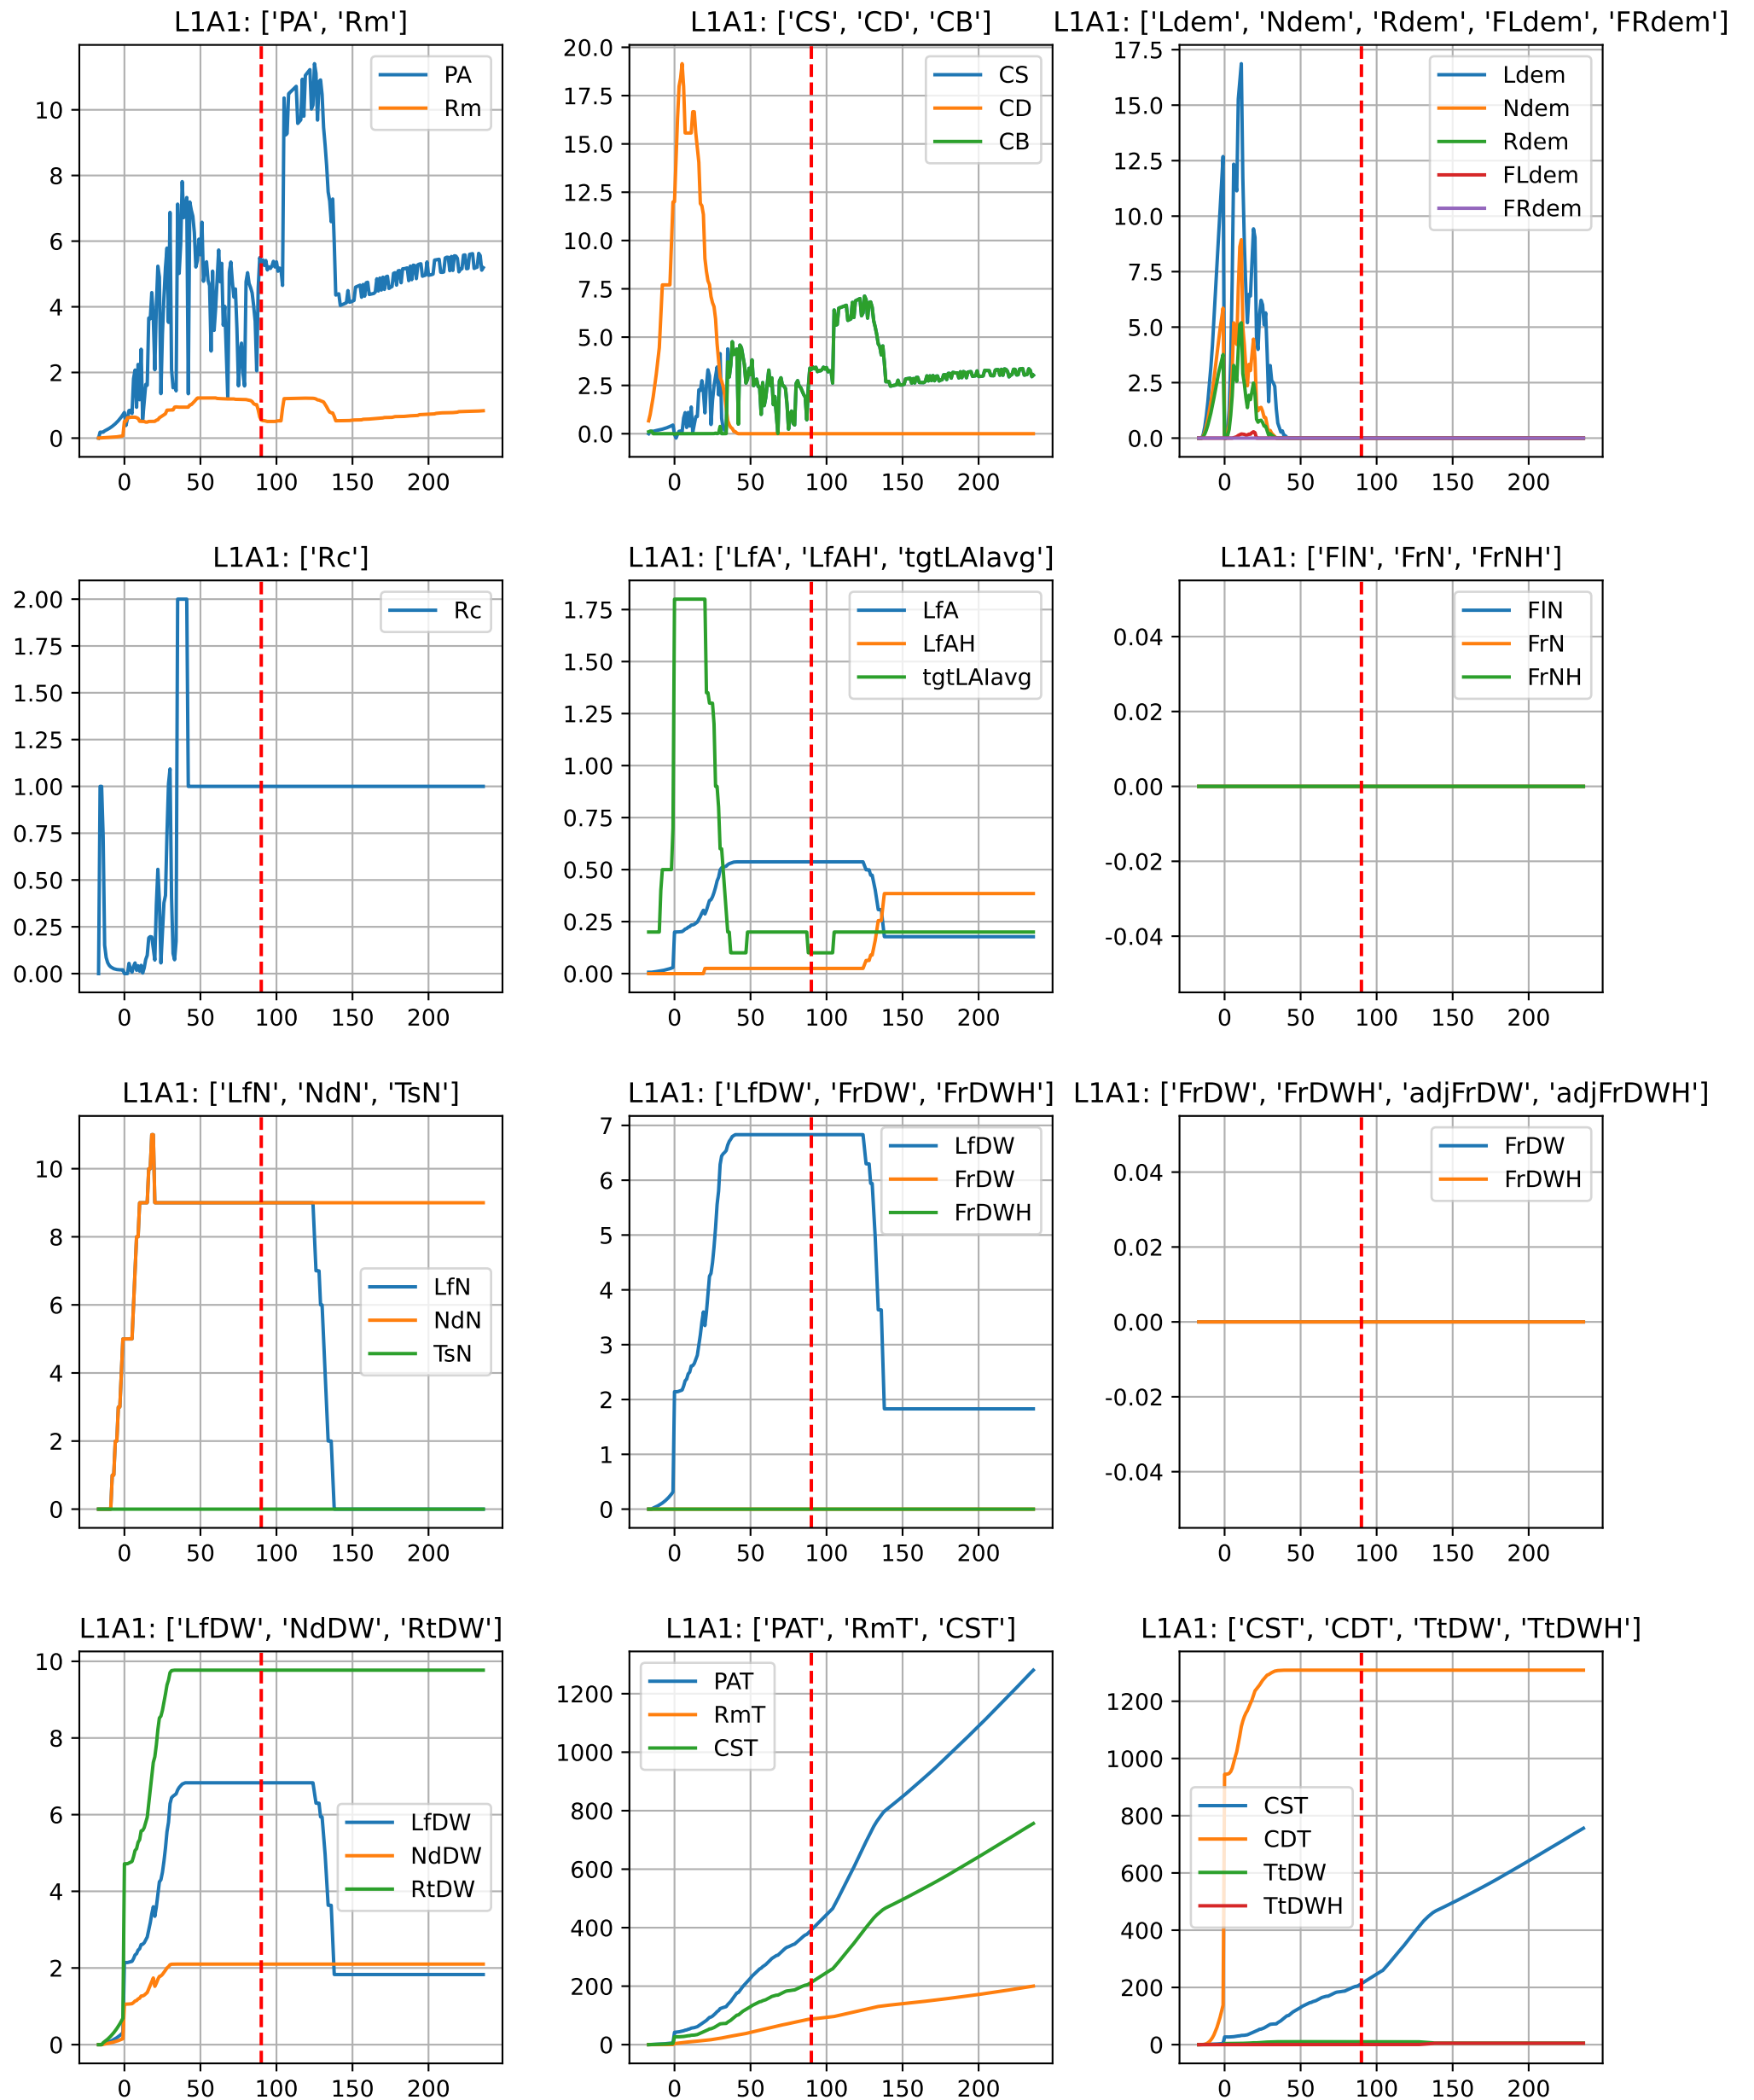 L1A1: ['PA', 'Rm']
10
8
6
4
2
0
0 50 100 150 200
PA
Rm
L1A1: ['CS', 'CD', 'CB']
20.0
17.5
15.0
12.5
10.0
7.5
5.0
2.5
0.0
0 50 100 150 200
CS
CD
CB
L1A1: ['Ldem', 'Ndem', 'Rdem', 'FLdem', 'FRdem']
17.5
15.0
12.5
10.0
7.5
5.0
2.5
0.0
0 50 100 150 200
Ldem
Ndem
Rdem
FLdem
FRdem
L1A1: ['Rc']
2.00
1.75
1.50
1.25
1.00
0.75
0.50
0.25
0.00
0 50 100 150 200
Rc
L1A1: ['LfA', 'LfAH', 'tgtLAIavg']
1.75
1.50
1.25
1.00
0.75
0.50
0.25
0.00
0 50 100 150 200
LfA
LfAH
tgtLAIavg
L1A1: ['FlN', 'FrN', 'FrNH']
0.04
0.02
0.00
-0.02
-0.04
0 50 100 150 200
FlN
FrN
FrNH
L1A1: ['LfN', 'NdN', 'TsN']
10
8
6
4
2
0
0 50 100 150 200
LfN
NdN
TsN
L1A1: ['LfDW', 'FrDW', 'FrDWH']
7
6
5
4
3
2
1
0
0 50 100 150 200
LfDW
FrDW
FrDWH
L1A1: ['FrDW', 'FrDWH', 'adjFrDW', 'adjFrDWH']
0.04
0.02
0.00
-0.02
-0.04
0 50 100 150 200
FrDW
FrDWH
L1A1: ['LfDW', 'NdDW', 'RtDW']
10
8
6
4
2
0
0 50 100 150 200
LfDW
NdDW
RtDW
L1A1: ['PAT', 'RmT', 'CST']
1200
1000
800
600
400
200
0
0 50 100 150 200
PAT
RmT
CST
L1A1: ['CST', 'CDT', 'TtDW', 'TtDWH']
1200
1000
800
600
400
200
0
0 50 100 150 200
CST
CDT
TtDW
TtDWH